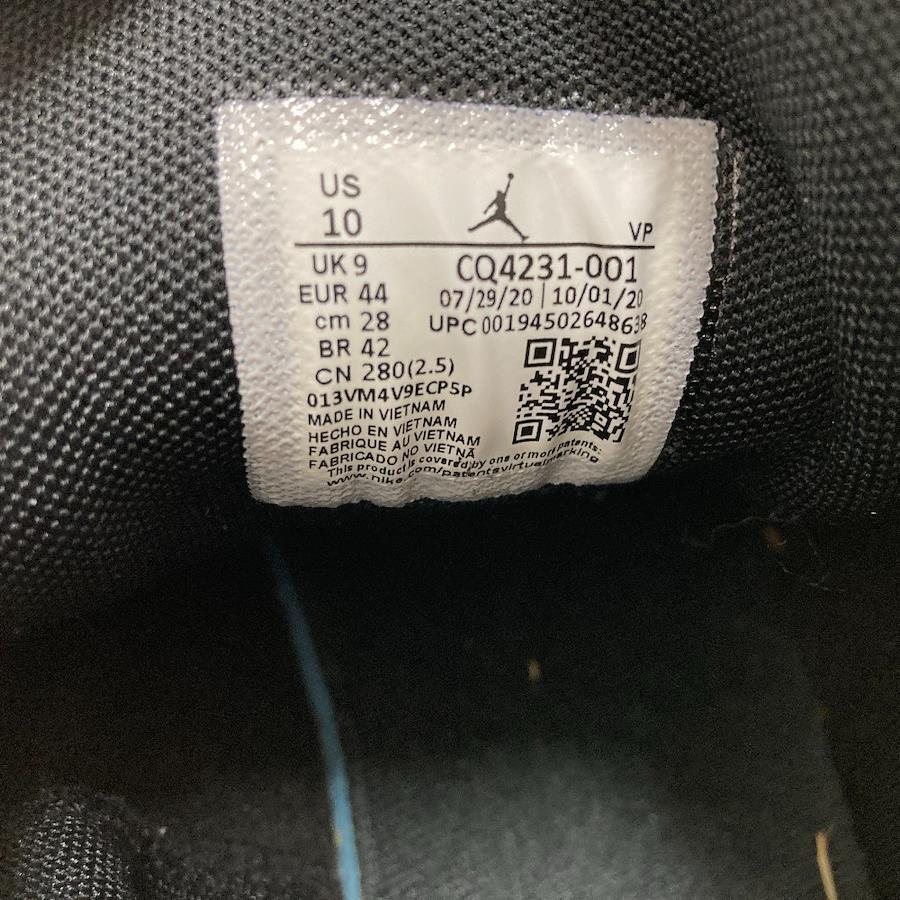 US
10
VP
UK 9
CQ4231-001
EUR 44
07/29/20 | 10/01/20
cm 28
UPC 00194502648638
BR 42
CN 280(2.5)
013VM4V9ECP5P
MADE IN VIETNAM
HECHO EN VIETNAM
FABRIQUE AU VIETNAM
FABRICADO NO VIETNÃ
This product is covered by one or more patents:
www.nike.com/patentsvirtualmarking